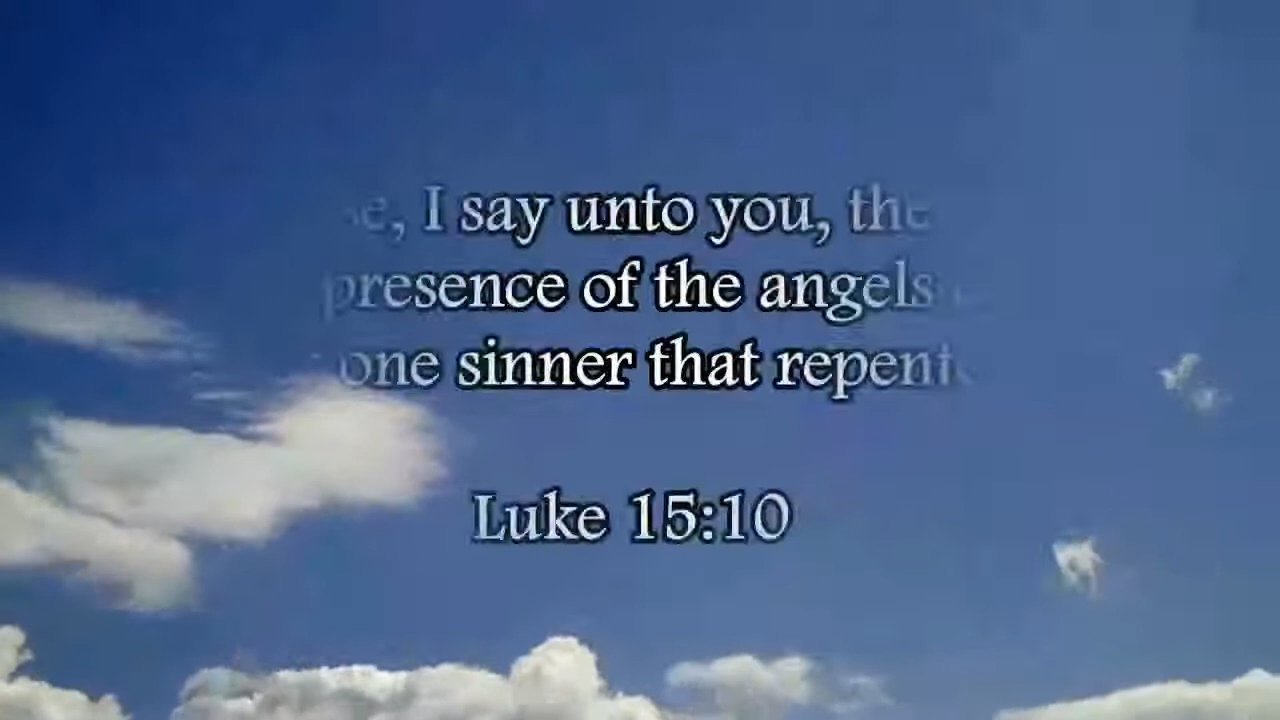 I say unto you, the
presence of the angels
one sinner that
Luke 15:10